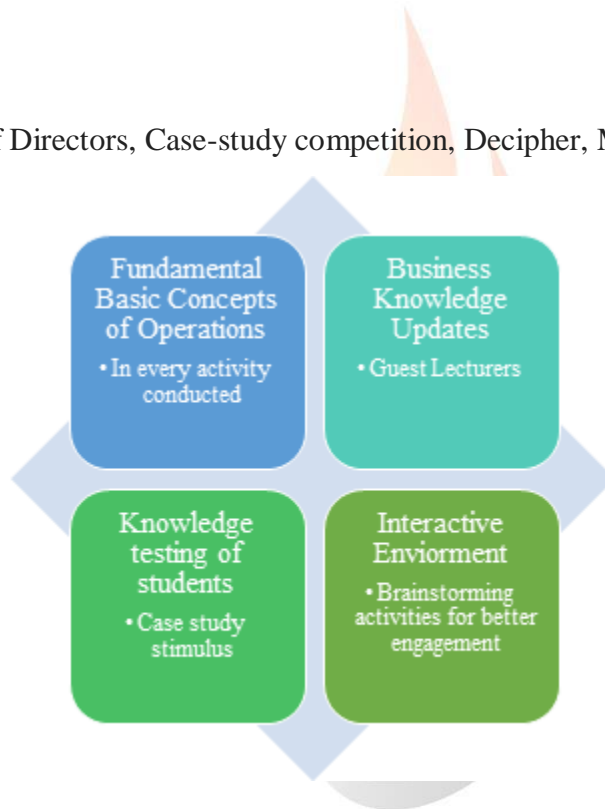 f Directors, Case-study competition, Decipher, M
Fundamental
Basic Concepts
of Operations
• In every activity
conducted
Business
Knowledge
Updates
• Guest Lecturers
Knowledge
testing of
students
• Case study
stimulus
Interactive
Enviorment
• Brainstorming
activities for better
engagement